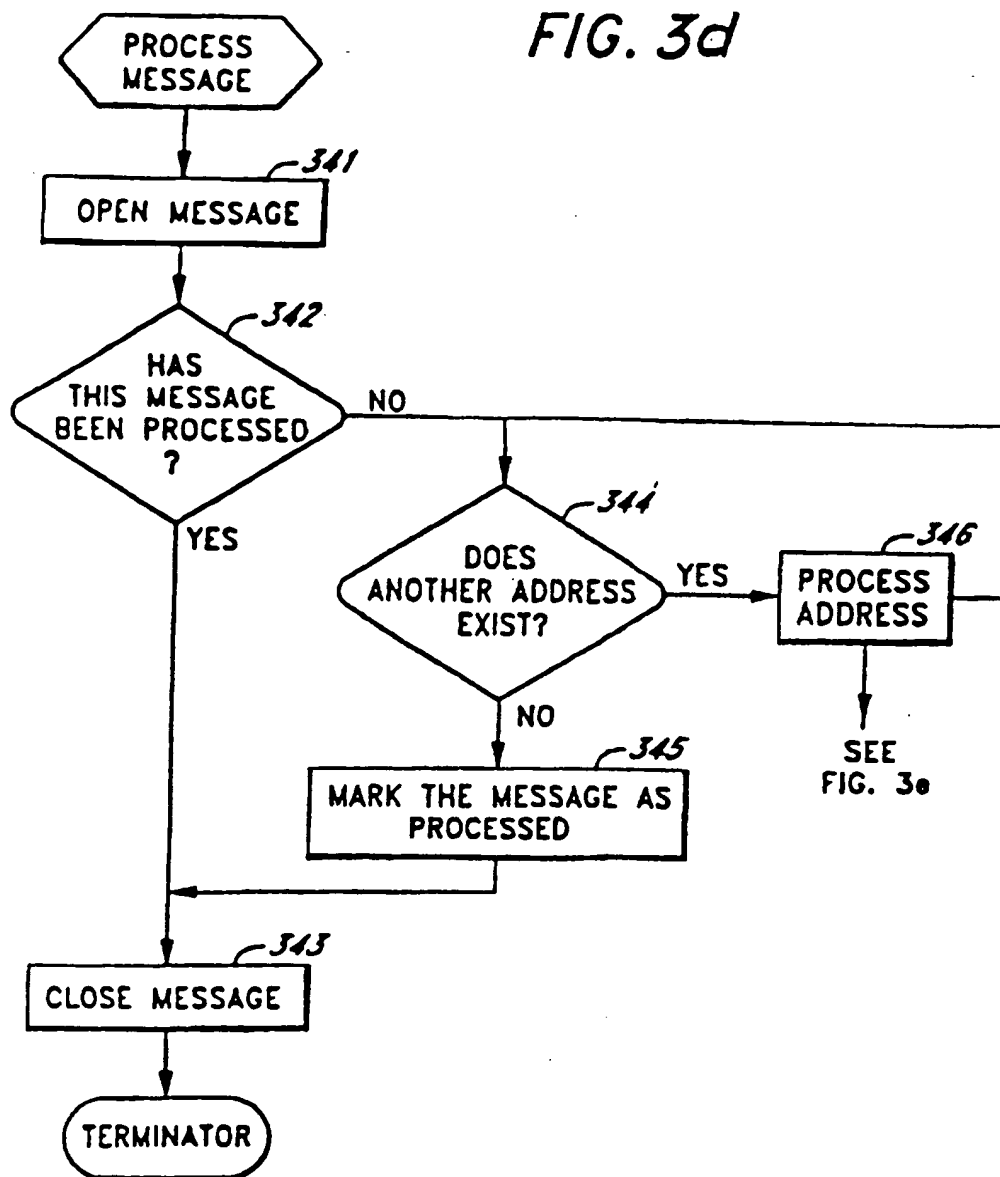 FIG. 3d
PROCESS
MESSAGE
341
OPEN MESSAGE
342
HAS
THIS MESSAGE
BEEN PROCESSED
?
NO
YES
344
DOES
ANOTHER ADDRESS
EXIST?
YES
346
PROCESS
ADDRESS
NO
SEE
FIG. 3e
345
MARK THE MESSAGE AS
PROCESSED
343
CLOSE MESSAGE
TERMINATOR